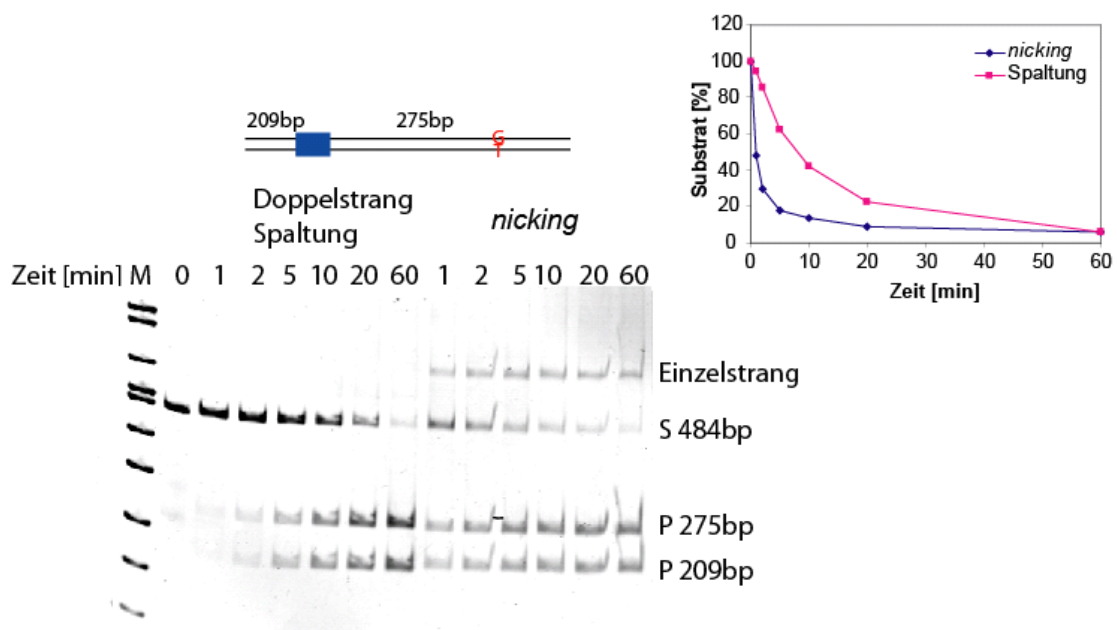 209bp 275bp
G
T
Doppelstrang
Spaltung
nicking
Zeit [min] M 0 1 2 5 10 20 60 1 2 5 10 20 60
Einzelstrang
S 484bp
P 275bp
P 209bp
120
100
80
60
40
20
0
Substrat [%]
nicking
Spaltung
0 10 20 30 40 50 60
Zeit [min]